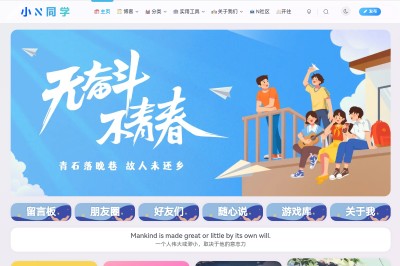 小N同学
主页 博客 分类 实用工具 关于我们 N社区 开往
无奋斗
不青春
青石落晚巷 故人未还乡
留言板 朋友圈 好友们 随心说 游戏库 关于我
Mankind is made great or little by its own will.
一个人伟大或渺小，取决于他的意志力